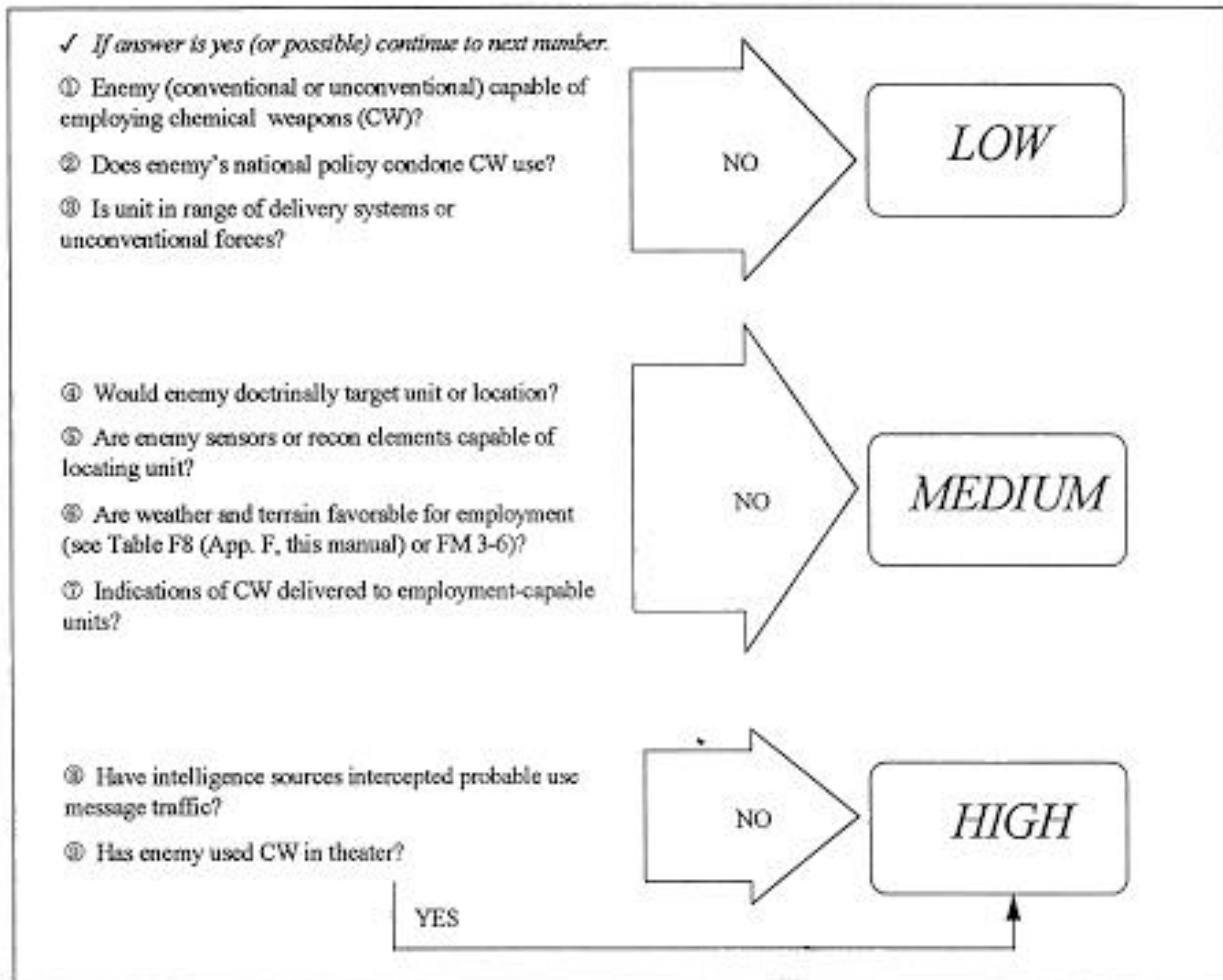 ✓ If answer is yes (or possible) continue to next number.
① Enemy (conventional or unconventional) capable of
employing chemical weapons (CW)?
② Does enemy's national policy condone CW use?
③ Is unit in range of delivery systems or
unconventional forces?
NO
LOW
④ Would enemy doctrinally target unit or location?
⑤ Are enemy sensors or recon elements capable of
locating unit?
⑥ Are weather and terrain favorable for employment
(see Table F8 (App. F, this manual) or FM 3-6)?
⑦ Indications of CW delivered to employment-capable
units?
NO
MEDIUM
⑧ Have intelligence sources intercepted probable use
message traffic?
⑨ Has enemy used CW in theater?
NO
HIGH
YES